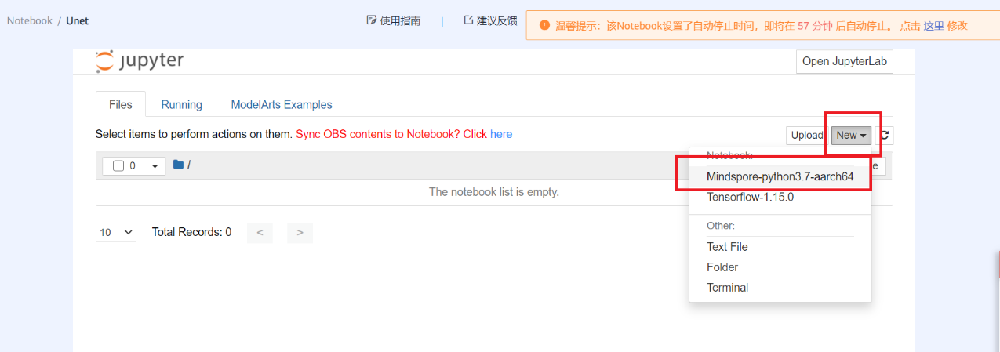 Notebook / Unet
使用指南 | 建议反馈
温馨提示：该Notebook设置了自动停止时间，即将在 57 分钟 后自动停止。 点击 这里 修改
jupyter
Open JupyterLab
Files Running ModelArts Examples
Select items to perform actions on them. Sync OBS contents to Notebook? Click here
Upload New
0 /
Notebook:
Mindspore-python3.7-aarch64
The notebook list is empty.
Tensorflow-1.15.0
Other:
10 Total Records: 0 < >
Text File
Folder
Terminal